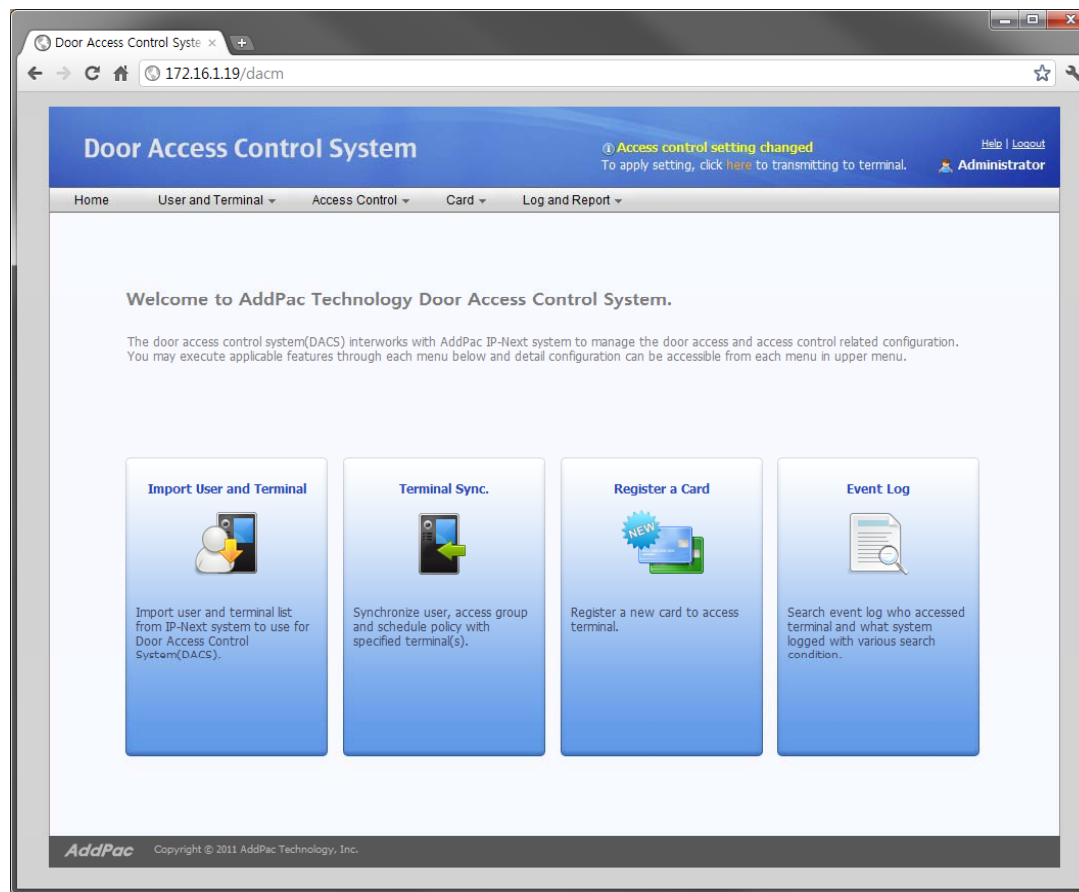 Door Access Control Syste
172.16.1.19/dacm
Door Access Control System
Access control setting changed
To apply setting, click here to transmitting to terminal.
Help | Logout
Administrator
Home User and Terminal Access Control Card Log and Report
Welcome to AddPac Technology Door Access Control System.
The door access control system(DACS) interworks with AddPac IP-Next system to manage the door access and access control related configuration.
You may execute applicable features through each menu below and detail configuration can be accessible from each menu in upper menu.
Import User and Terminal
Import user and terminal list
from IP-Next system to use for
Door Access Control
System(DACS).
Terminal Sync.
Synchronize user, access group
and schedule policy with
specified terminal(s).
Register a Card
NEW
Register a new card to access
terminal.
Event Log
Search event log who accessed
terminal and what system
logged with various search
condition.
AddPac Copyright © 2011 AddPac Technology, Inc.